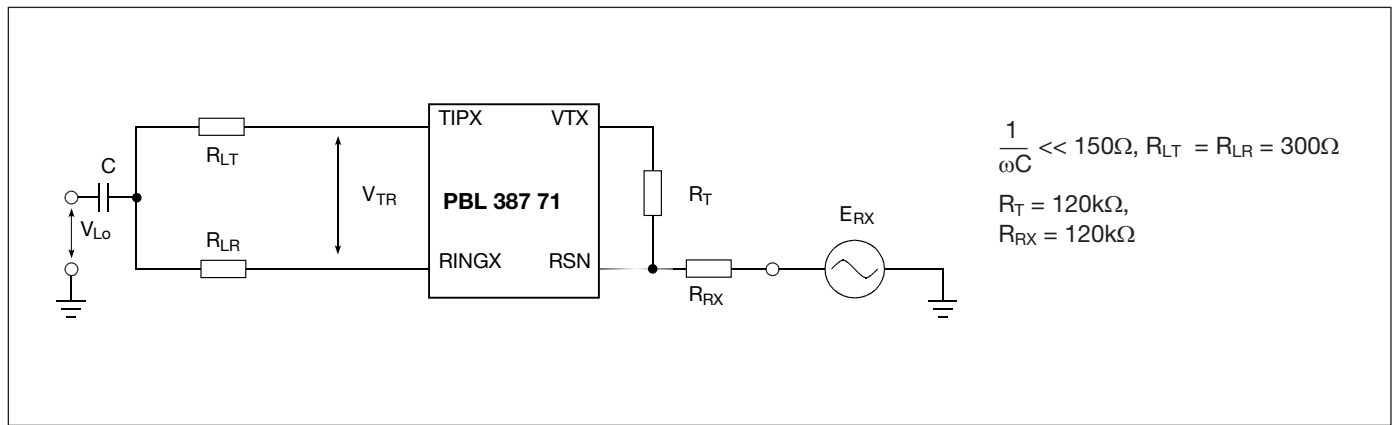 C
V_Lo
R_LT
R_LR
V_TR
TIPX VTX
PBL 387 71
RINGX RSN
R_T
R_RX
E_RX
1/ωC << 150Ω, R_LT = R_LR = 300Ω
R_T = 120kΩ,
R_RX = 120kΩ